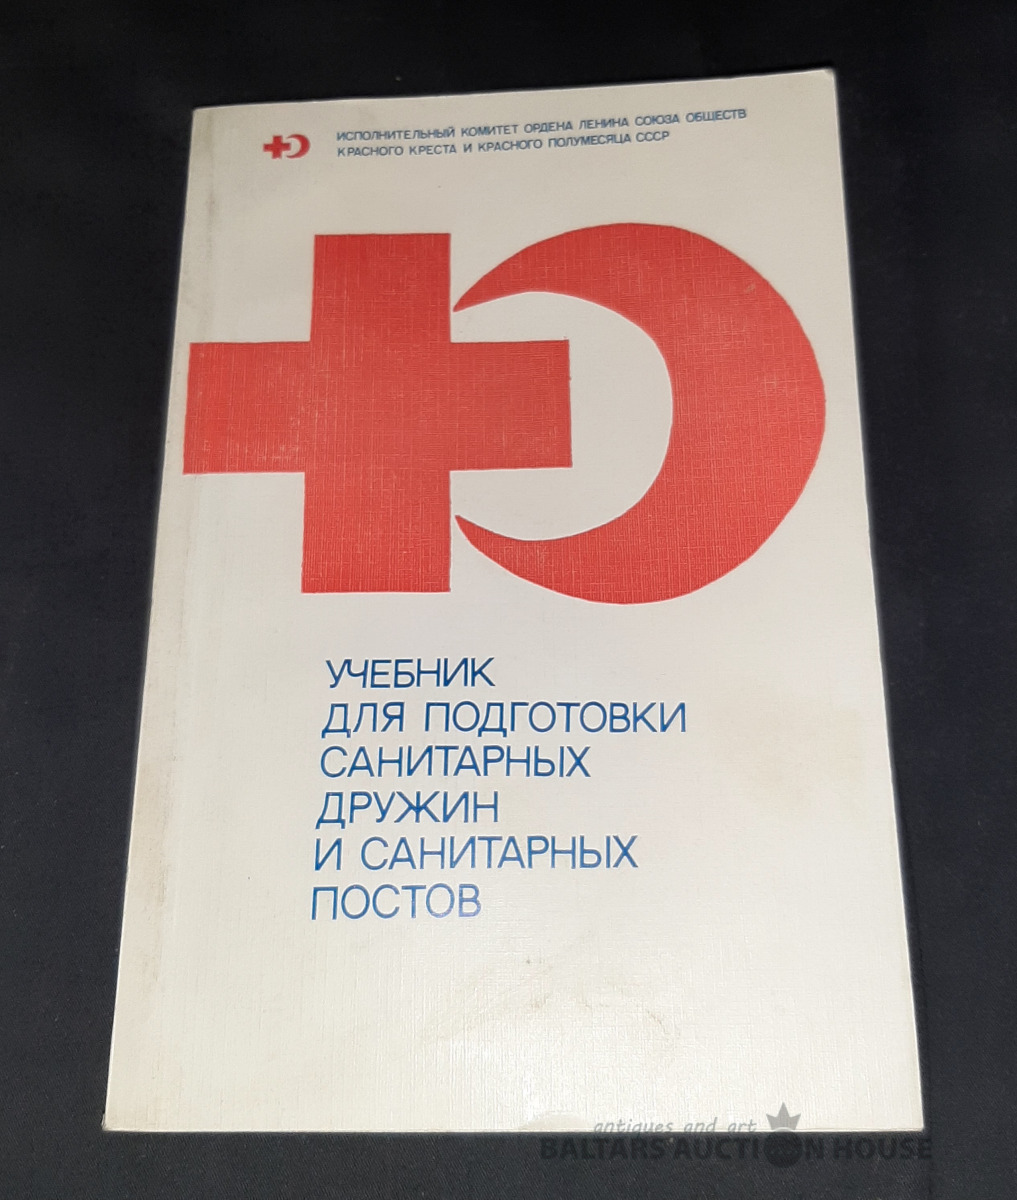 ИСПОЛНИТЕЛЬНЫЙ КОМИТЕТ ОРДЕНА ЛЕНИНА СОЮЗА ОБЩЕСТВ
КРАСНОГО КРЕСТА И КРАСНОГО ПОЛУМЕСЯЦА СССР
УЧЕБНИК
ДЛЯ ПОДГОТОВКИ
САНИТАРНЫХ
ДРУЖИН
И САНИТАРНЫХ
ПОСТОВ
antiques and art
BALTARS AUCTION HOUSE